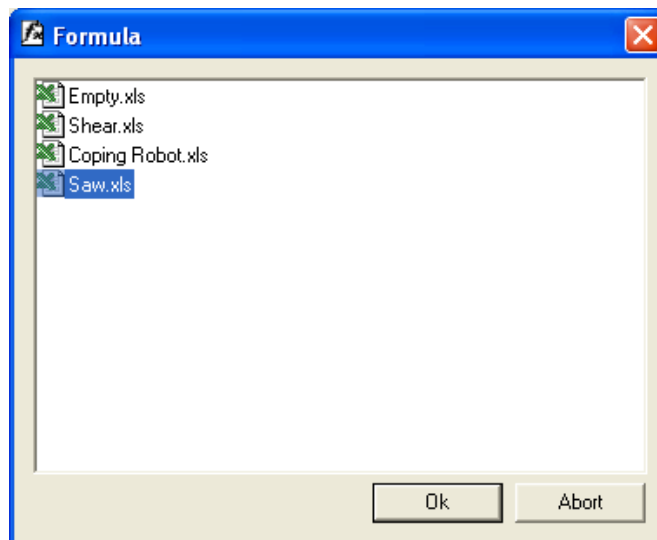 Formula
Empty.xls
Shear.xls
Coping Robot.xls
Saw.xls
Ok Abort